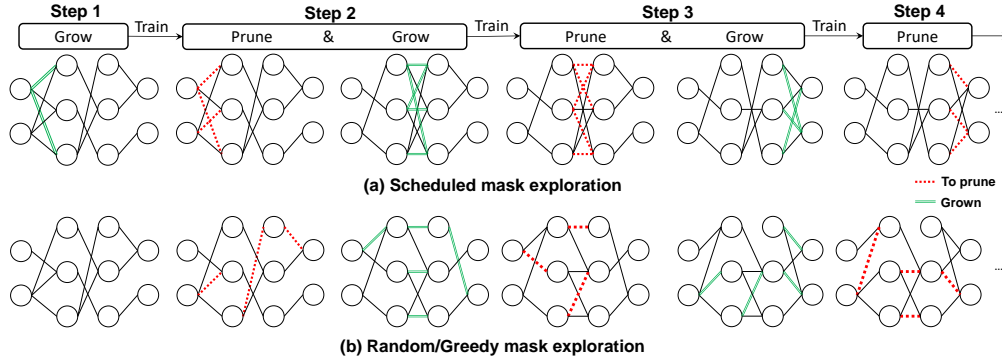 Step 1 Step 2 Step 3 Step 4
Grow Train Prune & Grow Train Prune & Grow Train Prune
...
(a) Scheduled mask exploration
To prune
Grown
...
(b) Random/Greedy mask exploration